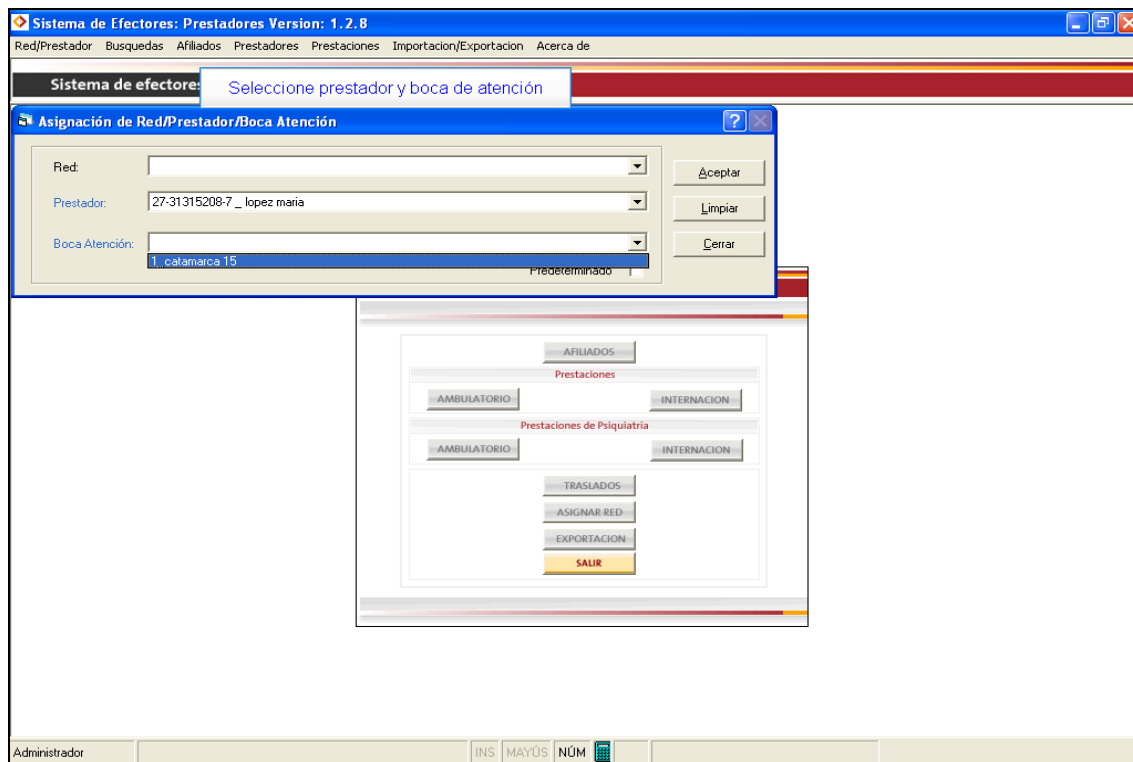 Sistema de Efectores: Prestadores Version: 1.2.8
Red/Prestador Busquedas Afiliados Prestadores Prestaciones Importacion/Exportacion Acerca de
Sistema de efectores
Seleccione prestador y boca de atención
Asignación de Red/Prestador/Boca Atención
Red:
Aceptar
Prestador: 27-31315208-7 _ lopez maria
Limpiar
Boca Atención:
Cerrar
1_catamarca 15
Predeterminado
AFILIADOS
Prestaciones
AMBULATORIO INTERNACION
Prestaciones de Psiquiatria
AMBULATORIO INTERNACION
TRASLADOS
ASIGNAR RED
EXPORTACION
SALIR
Administrador INS MAYÚS NÚM